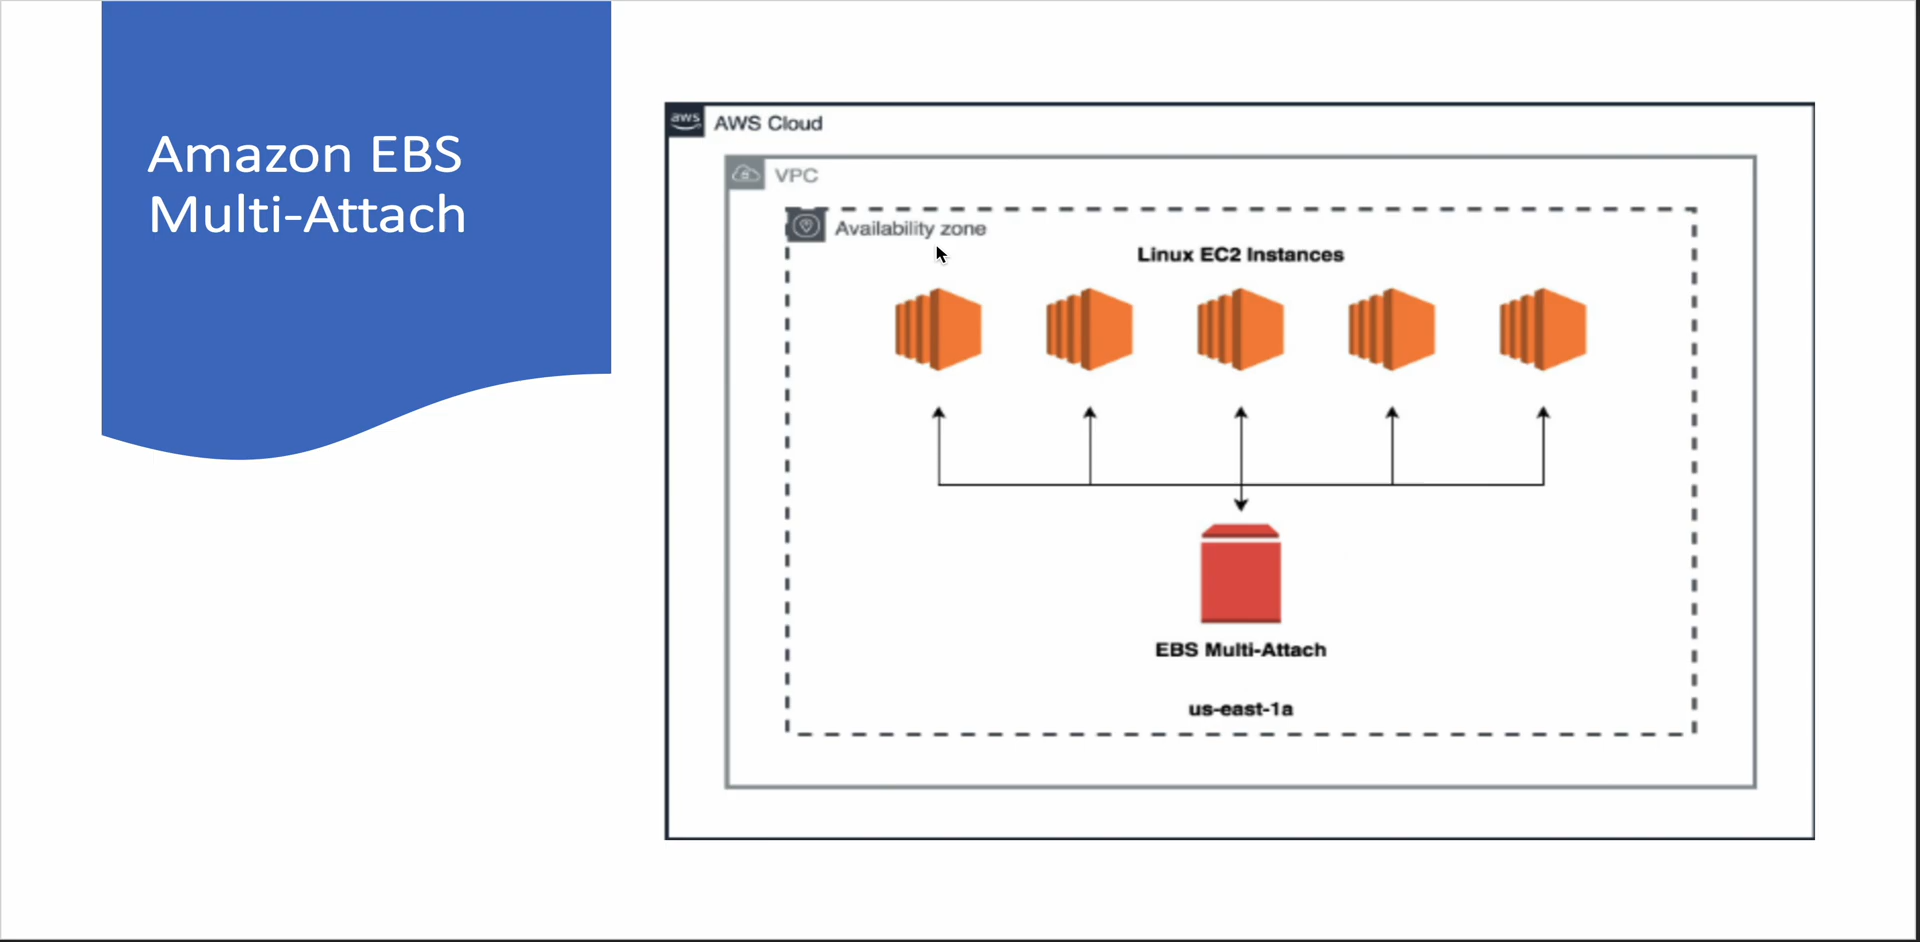 Amazon EBS
Multi-Attach
aws
AWS Cloud
VPC
Availability zone
Linux EC2 Instances
EBS Multi-Attach
us-east-1a